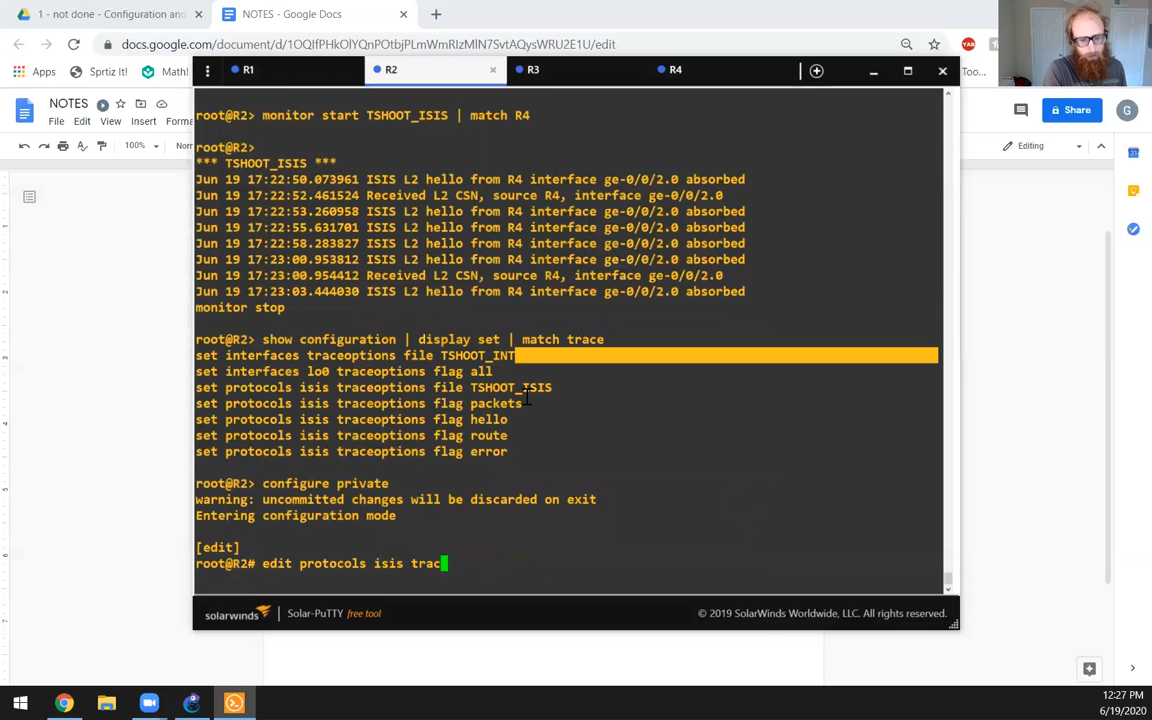 1 - not done - Configuration and
NOTES - Google Docs
docs.google.com/document/d/1OQIfPHkOlYQnPOtbjPLmWmRIzMlN7SvtAQysWRU2E1U/edit
YAB
Apps
Sprtiz It!
Math!
Too...
R1
R2
R3
R4
NOTES
File Edit View Insert Forma
Share
G
100%
Nor
Editing
root@R2> monitor start TSHOOT_ISIS | match R4
root@R2>
*** TSHOOT_ISIS ***
Jun 19 17:22:50.073961 ISIS L2 hello from R4 interface ge-0/0/2.0 absorbed
Jun 19 17:22:52.461524 Received L2 CSN, source R4, interface ge-0/0/2.0
Jun 19 17:22:53.260958 ISIS L2 hello from R4 interface ge-0/0/2.0 absorbed
Jun 19 17:22:55.631701 ISIS L2 hello from R4 interface ge-0/0/2.0 absorbed
Jun 19 17:22:58.283827 ISIS L2 hello from R4 interface ge-0/0/2.0 absorbed
Jun 19 17:23:00.953812 ISIS L2 hello from R4 interface ge-0/0/2.0 absorbed
Jun 19 17:23:00.954412 Received L2 CSN, source R4, interface ge-0/0/2.0
Jun 19 17:23:03.444030 ISIS L2 hello from R4 interface ge-0/0/2.0 absorbed
monitor stop
root@R2> show configuration | display set | match trace
set interfaces traceoptions file TSHOOT_INT
set interfaces lo0 traceoptions flag all
set protocols isis traceoptions file TSHOOT_ISIS
set protocols isis traceoptions flag packets
set protocols isis traceoptions flag hello
set protocols isis traceoptions flag route
set protocols isis traceoptions flag error
root@R2> configure private
warning: uncommitted changes will be discarded on exit
Entering configuration mode
[edit]
root@R2# edit protocols isis trac
solarwinds
Solar-PuTTY free tool
© 2019 SolarWinds Worldwide, LLC. All rights reserved.
12:27 PM
6/19/2020